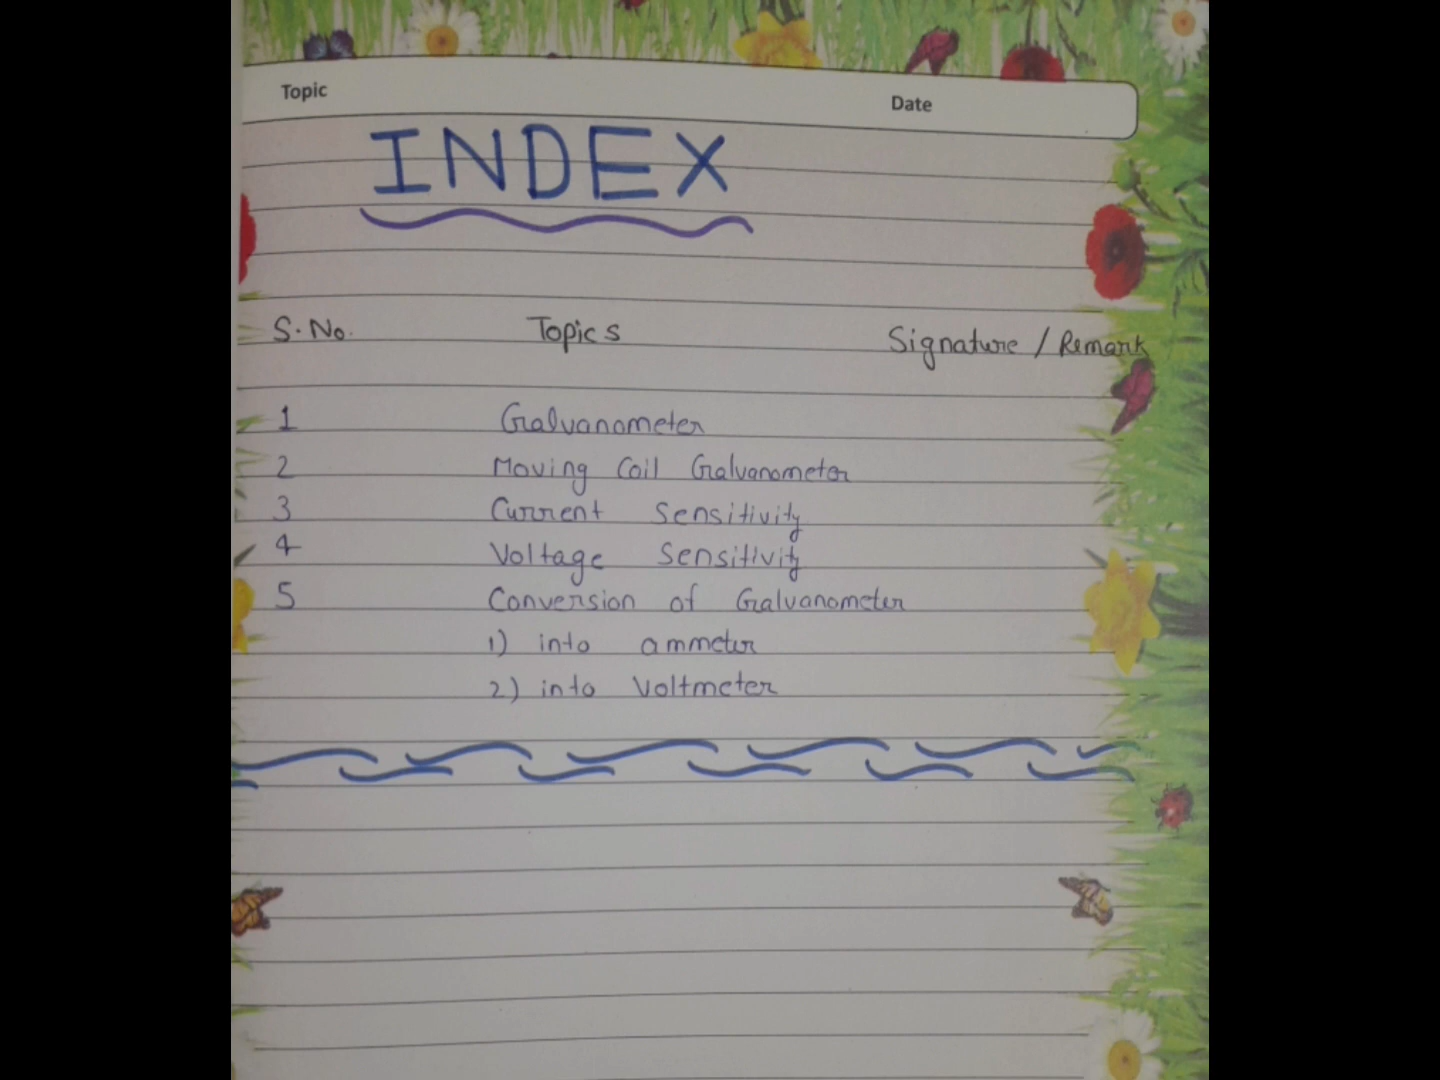 Topic Date
INDEX
S.No. Topics Signature / Remark
1 Galvanometer
2 Moving Coil Galvanometer
3 Current Sensitivity
4 Voltage Sensitivity
5 Conversion of Galvanometer
1) into ammeter
2) into Voltmeter